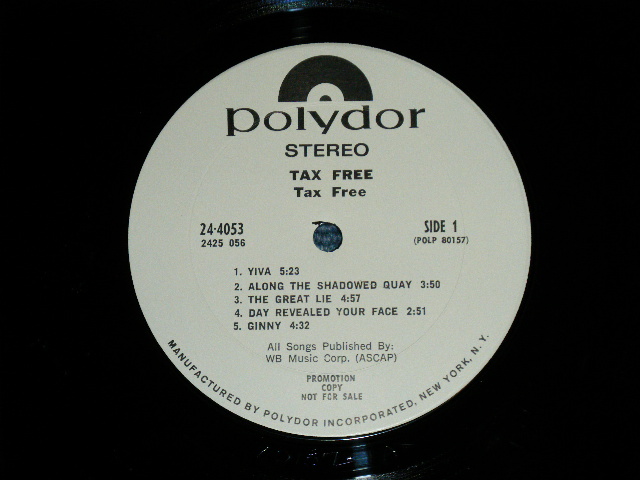 polydor
STEREO
TAX FREE
Tax Free
24-4053
2425 056
SIDE 1
(POLP 80157)
1. YIVA 5:23
2. ALONG THE SHADOWED QUAY 3:50
3. THE GREAT LIE 4:57
4. DAY REVEALED YOUR FACE 2:51
5. GINNY 4:32
All Songs Published By:
WB Music Corp. (ASCAP)
PROMOTION
COPY
NOT FOR SALE
MANUFACTURED BY POLYDOR INCORPORATED, NEW YORK, N. Y.